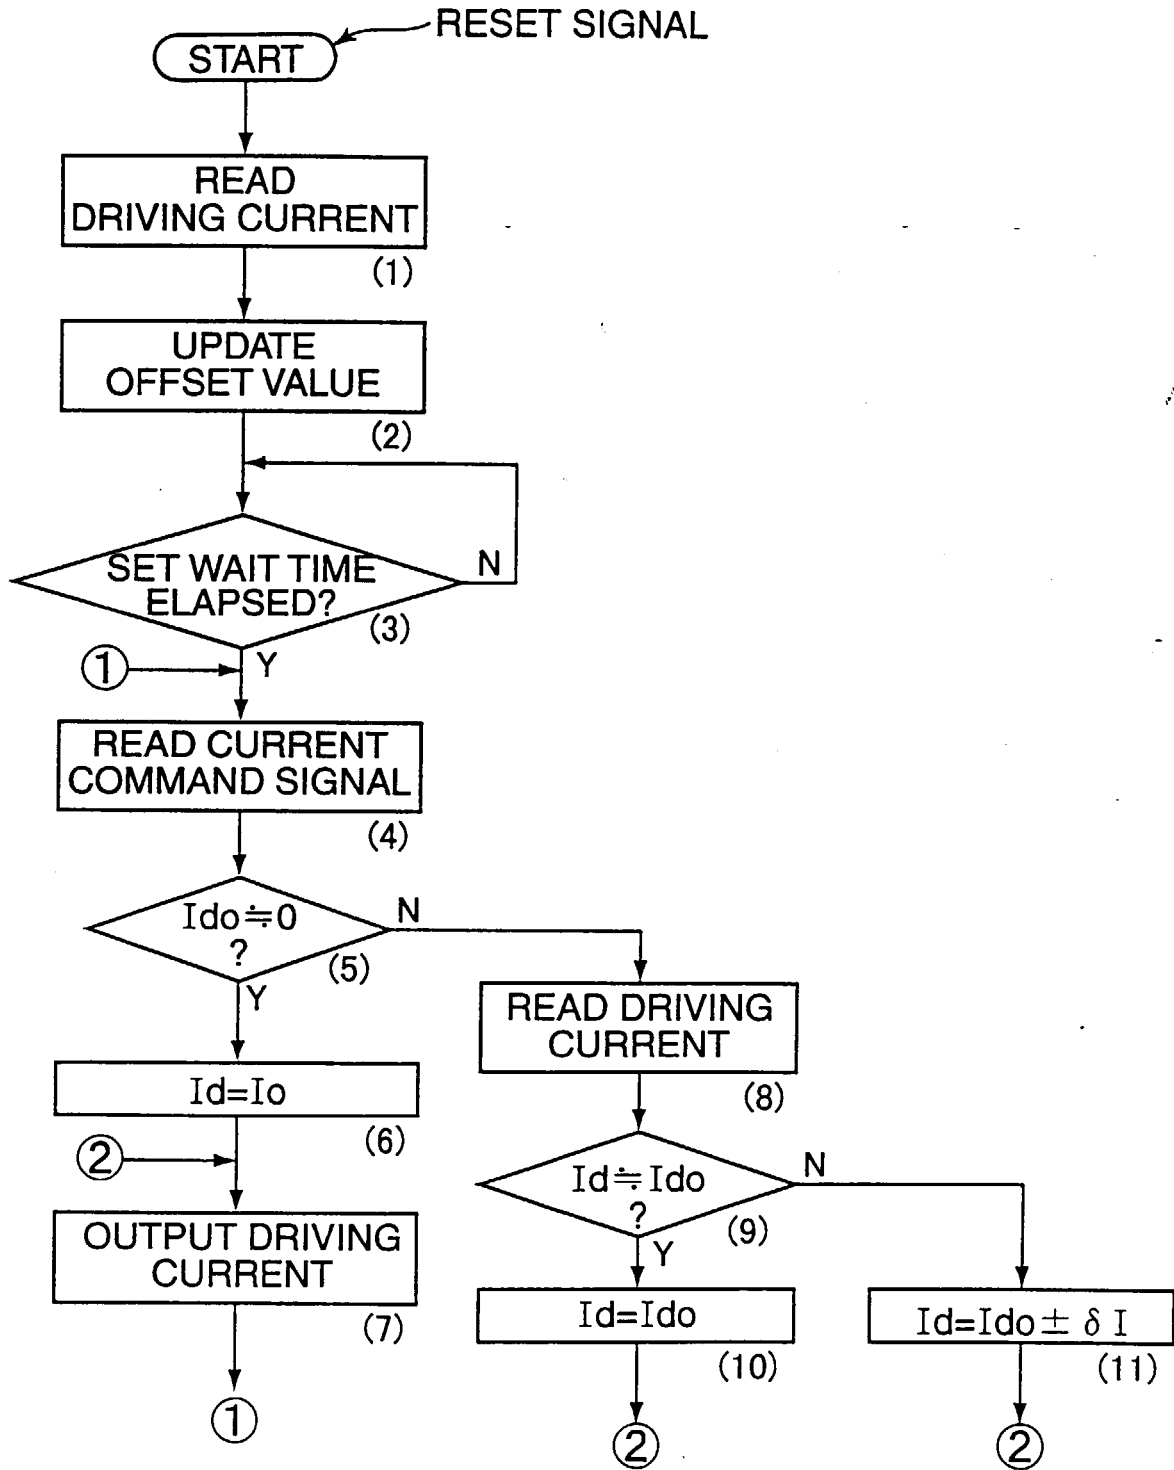 RESET SIGNAL
START
READ
DRIVING CURRENT
(1)
UPDATE
OFFSET VALUE
(2)
SET WAIT TIME
ELAPSED?
N
(3)
①
Y
READ CURRENT
COMMAND SIGNAL
(4)
Ido≒0
?
N
(5)
Y
READ DRIVING
CURRENT
(8)
Id=Io
(6)
②
Id≒Ido
?
N
(9)
Y
OUTPUT DRIVING
CURRENT
(7)
Id=Ido
(10)
Id=Ido± δ I
(11)
①
②
②